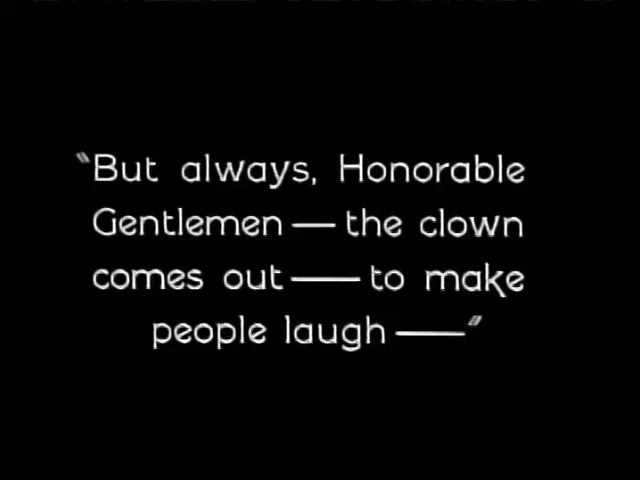 "But always, Honorable
Gentlemen — the clown
comes out —— to make
people laugh ——"